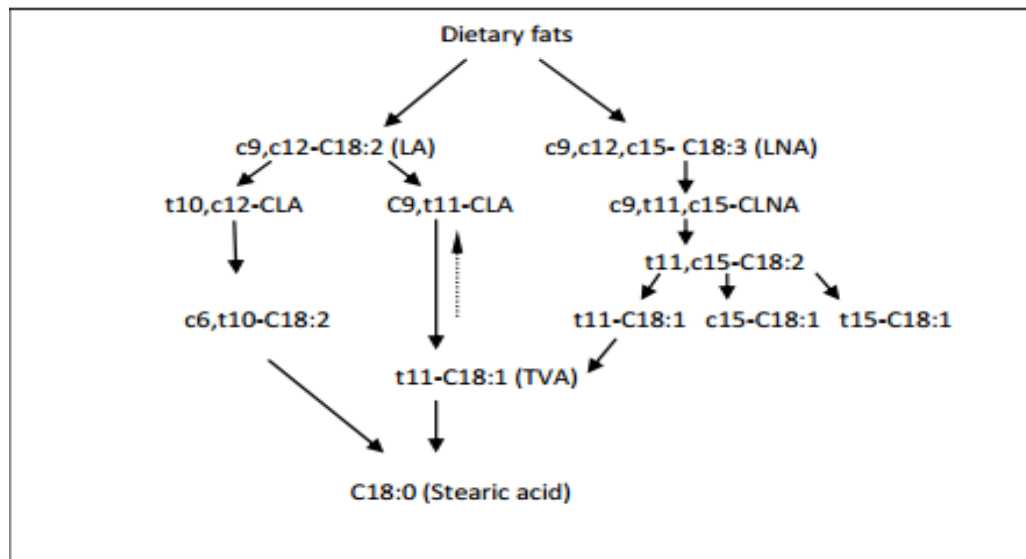 Dietary fats
c9,c12-C18:2 (LA)
c9,c12,c15- C18:3 (LNA)
t10,c12-CLA
C9,t11-CLA
c9,t11,c15-CLNA
t11,c15-C18:2
c6,t10-C18:2
t11-C18:1
c15-C18:1
t15-C18:1
t11-C18:1 (TVA)
C18:0 (Stearic acid)